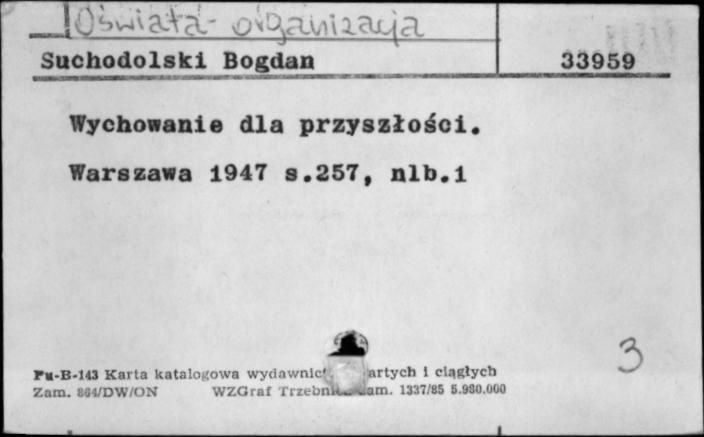 Oświata - organizacja
Suchodolski Bogdan 33959
Wychowanie dla przyszłości.
Warszawa 1947 s.257, nlb.1
3
Pu-B-143 Karta katalogowa wydawnic artych i ciągłych
Zam. 864/DW/ON WZGraf Trzebni am. 1337/85 5.980.000